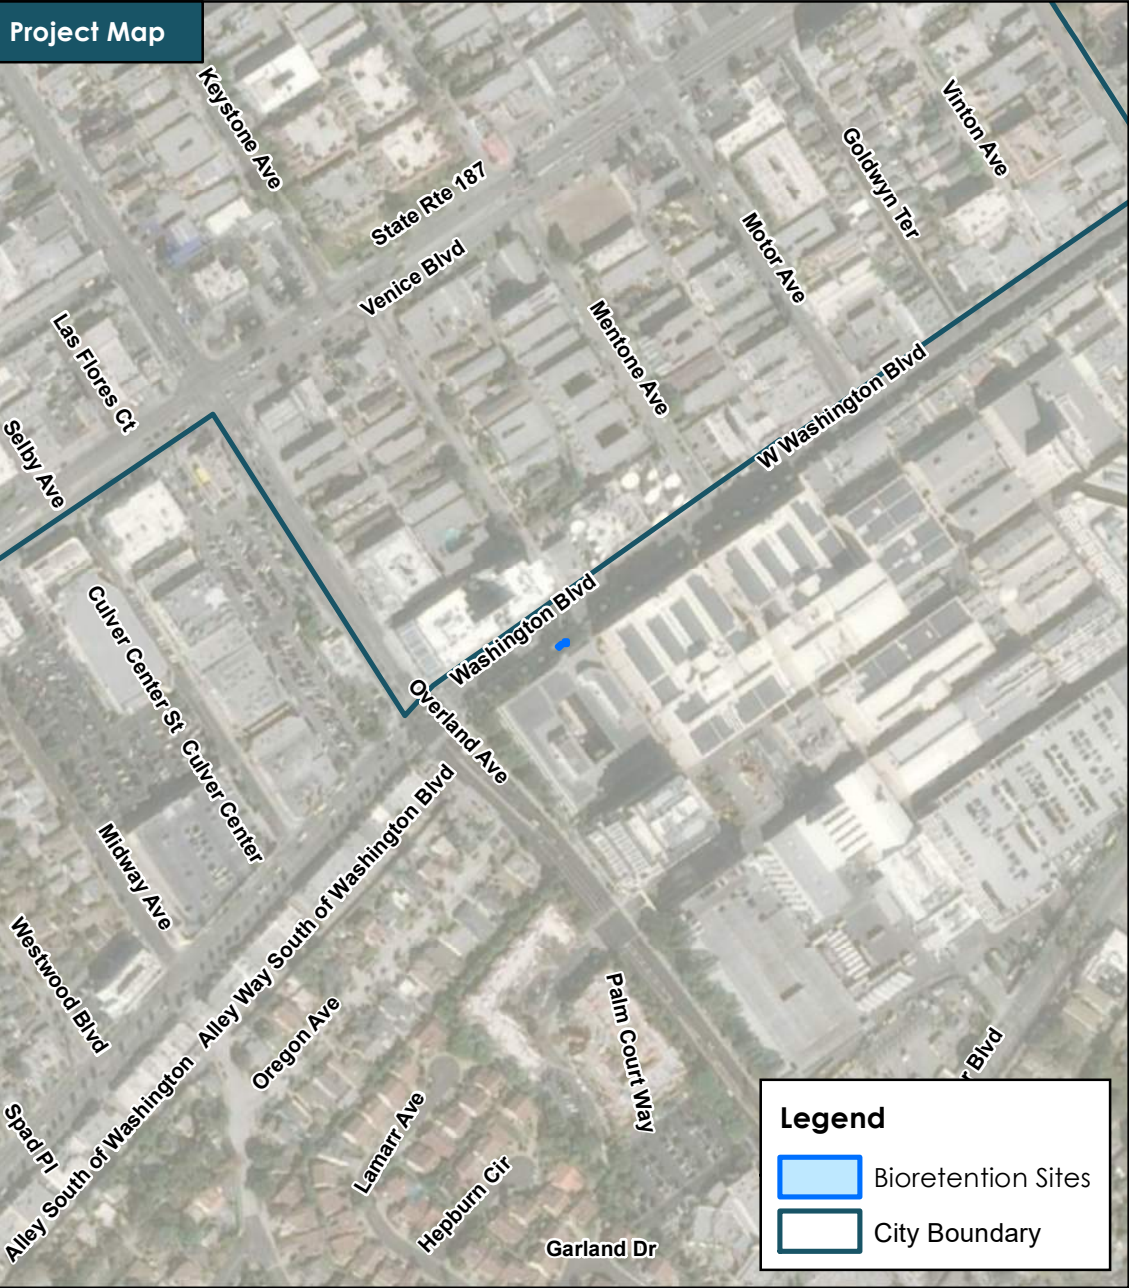 Project Map
Keystone Ave
Vinton Ave
Goldwyn Ter
State Rte 187
Motor Ave
Venice Blvd
Mentone Ave
Las Flores Ct
W Washington Blvd
Selby Ave
Washington Blvd
Culver Center St
Overland Ave
Culver Center
Midway Ave
Alley Way South of Washington Blvd
Westwood Blvd
Oregon Ave
Palm Court Way
r Blvd
Alley South of Washington
Spad Pl
Lamarr Ave
Hepburn Cir
Garland Dr
Legend
Bioretention Sites
City Boundary